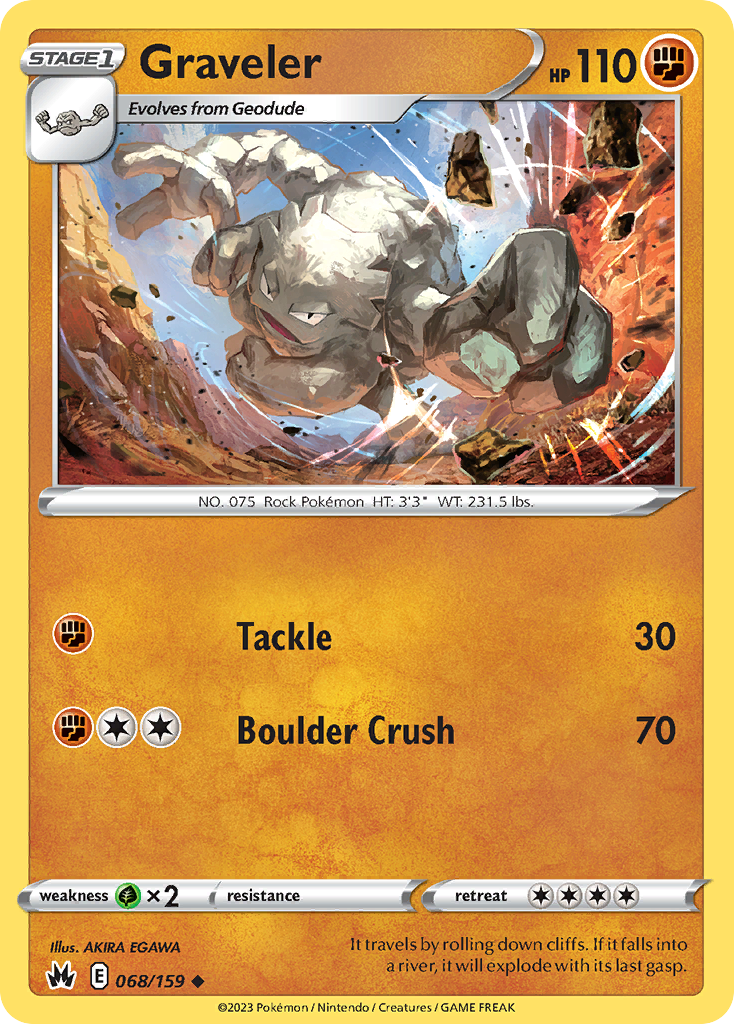 STAGE1
Graveler
HP 110
Evolves from Geodude
NO. 075 Rock Pokémon HT: 3'3" WT: 231.5 lbs.
Tackle 30
Boulder Crush 70
weakness ×2 resistance retreat
Illus. AKIRA EGAWA
It travels by rolling down cliffs. If it falls into
a river, it will explode with its last gasp.
E 068/159
©2023 Pokémon / Nintendo / Creatures / GAME FREAK